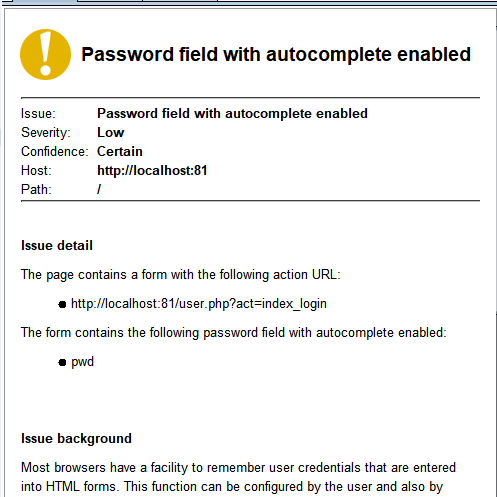 Password field with autocomplete enabled
Issue: Password field with autocomplete enabled
Severity: Low
Confidence: Certain
Host: http://localhost:81
Path: /
Issue detail
The page contains a form with the following action URL:
● http://localhost:81/user.php?act=index_login
The form contains the following password field with autocomplete enabled:
● pwd
Issue background
Most browsers have a facility to remember user credentials that are entered
into HTML forms. This function can be configured by the user and also by